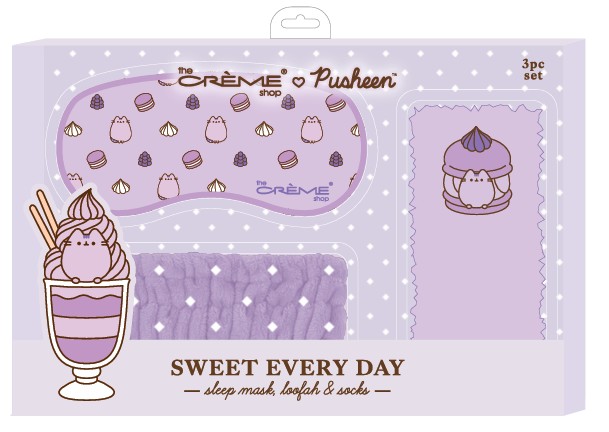 the CRÈME shop® ♡ Pusheen™
3pc
set
the CRÈME shop®
SWEET EVERY DAY
— sleep mask, loofah & socks —